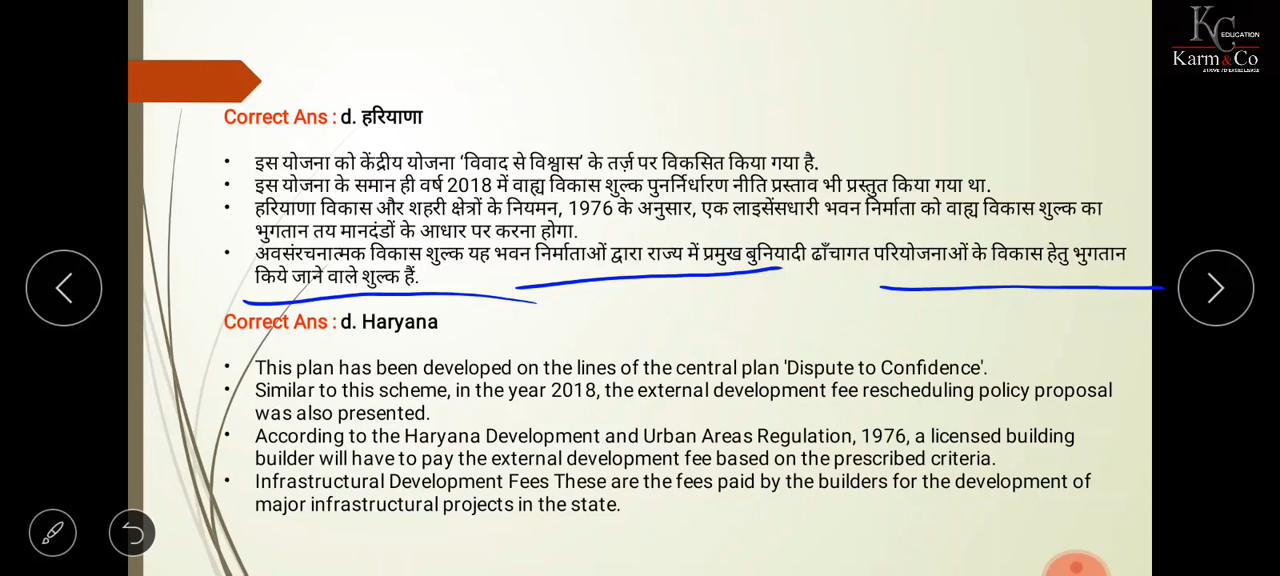 KC EDUCATION
Karm&Co
Correct Ans : d. हरियाणा
• इस योजना को केंद्रीय योजना ‘विवाद से विश्वास’ के तर्ज़ पर विकसित किया गया है.
• इस योजना के समान ही वर्ष 2018 में वाह्य विकास शुल्क पुनर्निर्धारण नीति प्रस्ताव भी प्रस्तुत किया गया था.
• हरियाणा विकास और शहरी क्षेत्रों के नियमन, 1976 के अनुसार, एक लाइसेंसधारी भवन निर्माता को वाह्य विकास शुल्क का
भुगतान तय मानदंडों के आधार पर करना होगा.
• अवसंरचनात्मक विकास शुल्क यह भवन निर्माताओं द्वारा राज्य में प्रमुख बुनियादी ढाँचागत परियोजनाओं के विकास हेतु भुगतान
किये जाने वाले शुल्क हैं.
Correct Ans : d. Haryana
• This plan has been developed on the lines of the central plan 'Dispute to Confidence'.
• Similar to this scheme, in the year 2018, the external development fee rescheduling policy proposal
was also presented.
• According to the Haryana Development and Urban Areas Regulation, 1976, a licensed building
builder will have to pay the external development fee based on the prescribed criteria.
• Infrastructural Development Fees These are the fees paid by the builders for the development of
major infrastructural projects in the state.